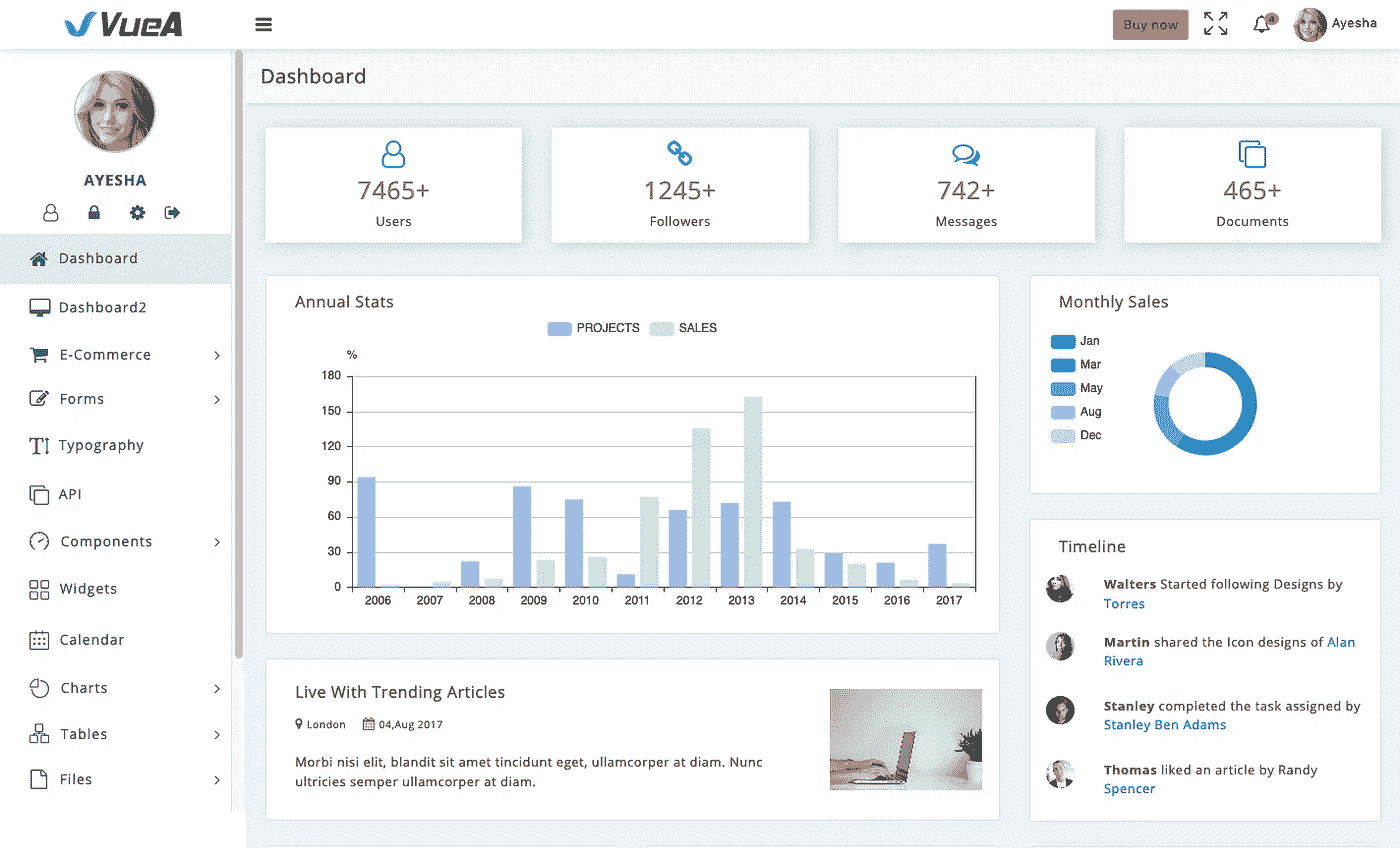 VueA
Buy now
4
Ayesha
AYESHA
Dashboard
Dashboard2
E-Commerce
Forms
Typography
API
Components
Widgets
Calendar
Charts
Tables
Files
Dashboard
7465+
Users
1245+
Followers
742+
Messages
465+
Documents
Annual Stats
PROJECTS SALES
%
180
150
120
90
60
30
0
2006 2007 2008 2009 2010 2011 2012 2013 2014 2015 2016 2017
Monthly Sales
Jan
Mar
May
Aug
Dec
Live With Trending Articles
London 04,Aug 2017
Morbi nisi elit, blandit sit amet tincidunt eget, ullamcorper at diam. Nunc
ultricies semper ullamcorper at diam.
Timeline
Walters Started following Designs by
Torres
Martin shared the Icon designs of Alan
Rivera
Stanley completed the task assigned by
Stanley Ben Adams
Thomas liked an article by Randy
Spencer